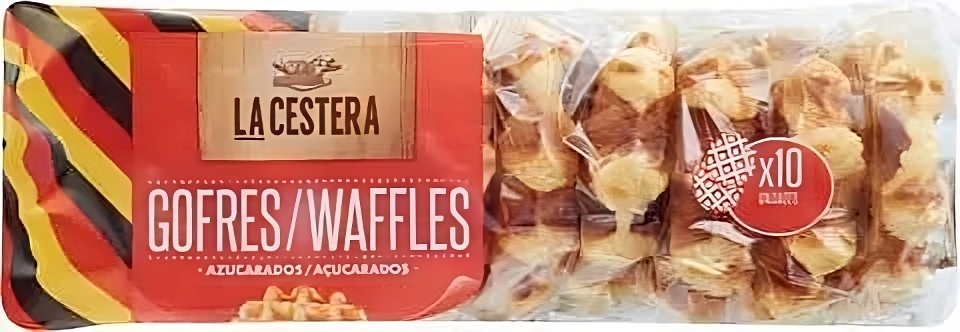 LA CESTERA
GOFRES/WAFFLES
· AZUCARADOS / AÇUCARADOS ·
x10